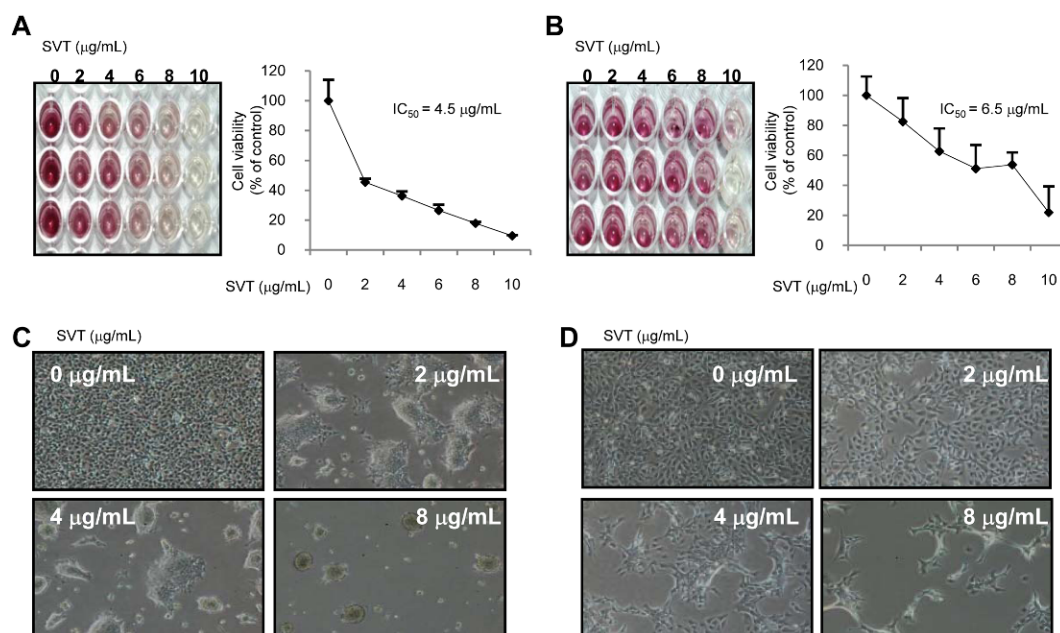 A
SVT (μg/mL)
0 2 4 6 8 10
Cell viability
(% of control)
120
100
80
60
40
20
0
IC50 = 4.5 μg/mL
SVT (μg/mL) 0 2 4 6 8 10
B
SVT (μg/mL)
0 2 4 6 8 10
Cell viability
(% of control)
120
100
80
60
40
20
0
IC50 = 6.5 μg/mL
SVT (μg/mL) 0 2 4 6 8 10
C
SVT (μg/mL)
0 μg/mL
2 μg/mL
4 μg/mL
8 μg/mL
D
SVT (μg/mL)
0 μg/mL
2 μg/mL
4 μg/mL
8 μg/mL